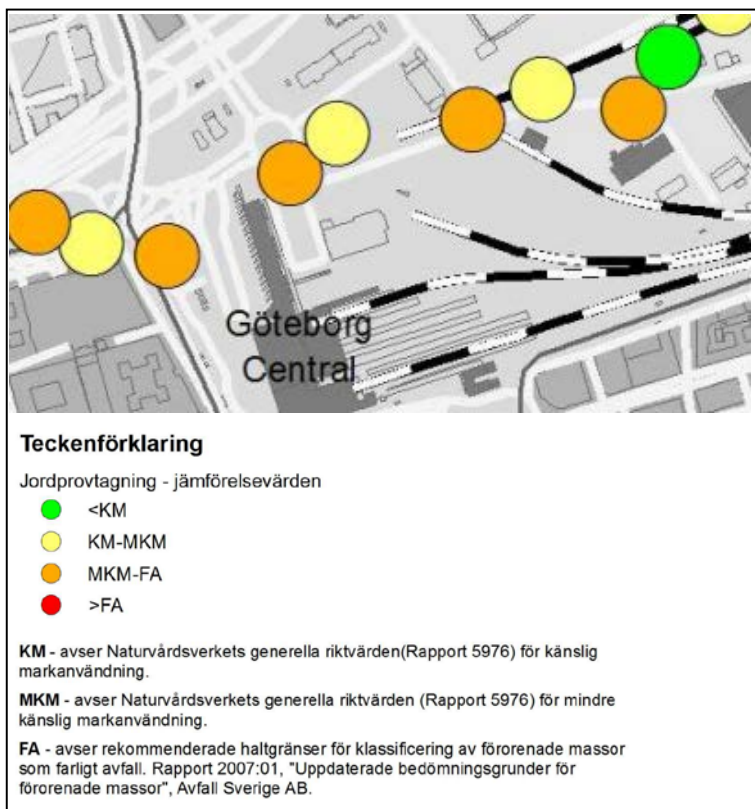 Göteborg
Central
Teckenförklaring
Jordprovtagning - jämförelsevärden
<KM
KM-MKM
MKM-FA
>FA
KM - avser Naturvårdsverkets generella riktvärden(Rapport 5976) för känslig
markanvändning.
MKM - avser Naturvårdsverkets generella riktvärden (Rapport 5976) för mindre
känslig markanvändning.
FA - avser rekommenderade haltgränser för klassificering av förorenade massor
som farligt avfall. Rapport 2007:01, "Uppdaterade bedömningsgrunder för
förorenade massor", Avfall Sverige AB.